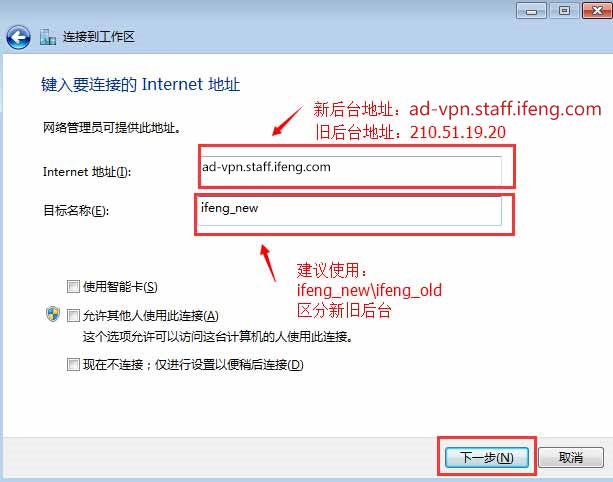 连接到工作区
键入要连接的 Internet 地址
新后台地址：ad-vpn.staff.ifeng.com
网络管理员可提供此地址。
旧后台地址：210.51.19.20
Internet 地址(I):
ad-vpn.staff.ifeng.com
目标名称(E):
ifeng_new
建议使用：
ifeng_new\ifeng_old
区分新旧后台
使用智能卡(S)
允许其他人使用此连接(A)
这个选项允许可以访问这台计算机的人使用此连接。
现在不连接；仅进行设置以便稍后连接(D)
下一步(N)
取消